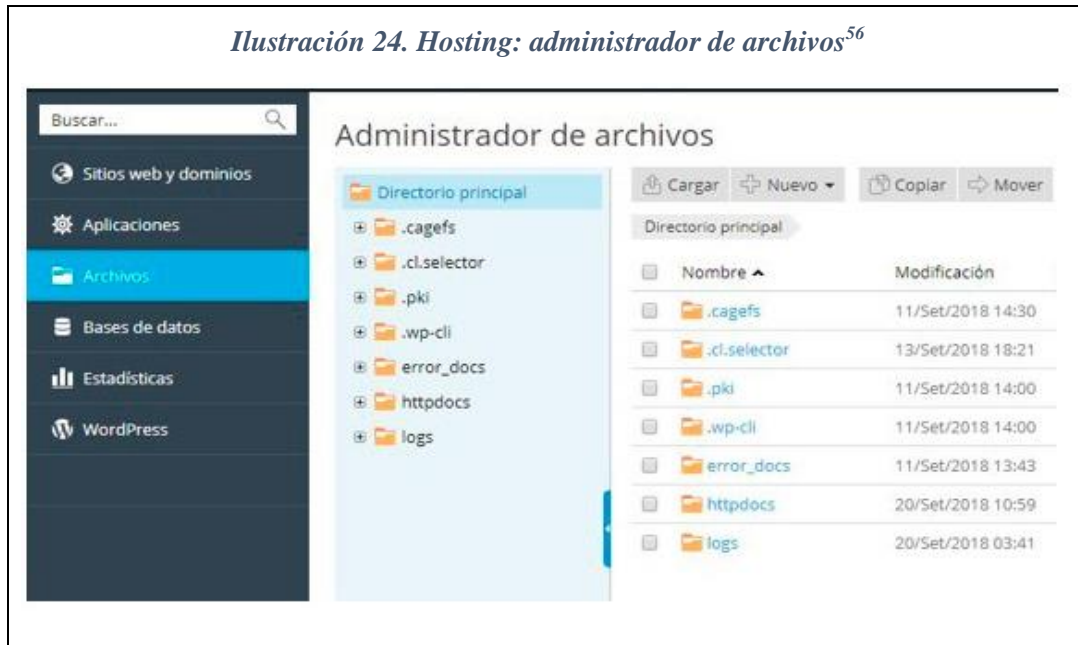 Ilustración 24. Hosting: administrador de archivos56
Buscar...
Sitios web y dominios
Aplicaciones
Archivos
Bases de datos
Estadísticas
WordPress
Administrador de archivos
Directorio principal
.cagefs
.cl.selector
.pki
.wp-cli
error_docs
httpdocs
logs
Cargar Nuevo Copiar Mover
Directorio principal
Nombre Modificación
.cagefs 11/Set/2018 14:30
.cl.selector 13/Set/2018 18:21
.pki 11/Set/2018 14:00
.wp-cli 11/Set/2018 14:00
error_docs 11/Set/2018 13:43
httpdocs 20/Set/2018 10:59
logs 20/Set/2018 03:41